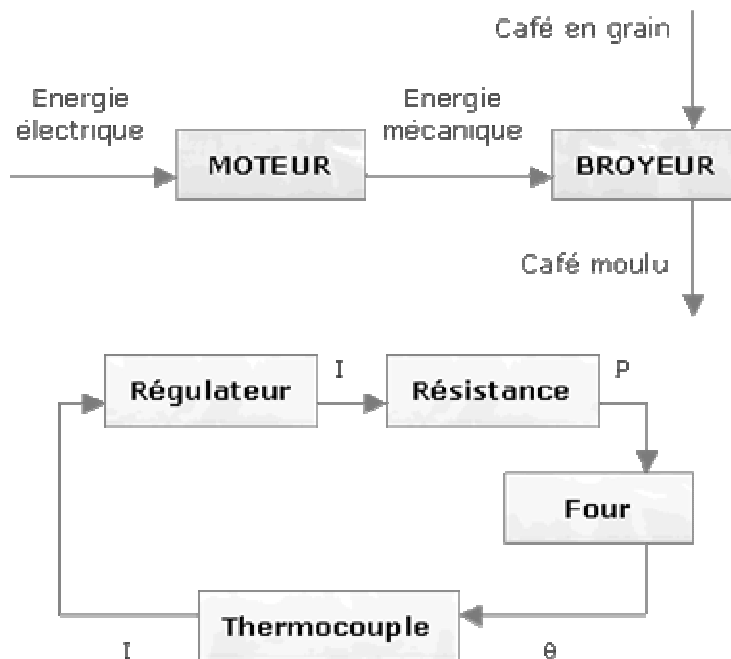 Café en grain
Energie
électrique
Energie
mécanique
MOTEUR
BROYEUR
Café moulu
Régulateur
I
Résistance
P
Four
Thermocouple
I
θ